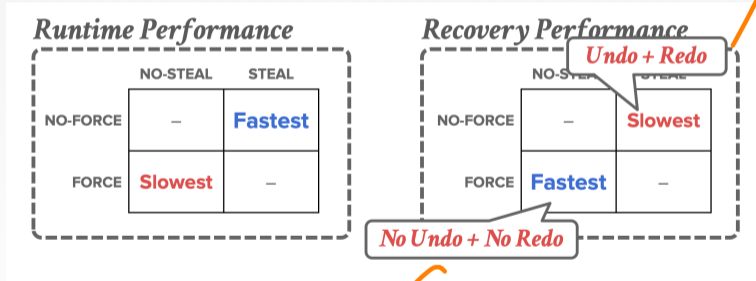 Runtime Performance
NO-STEAL STEAL
NO-FORCE – Fastest
FORCE Slowest –
Recovery Performance
Undo + Redo
NO-FORCE – Slowest
FORCE Fastest –
No Undo + No Redo